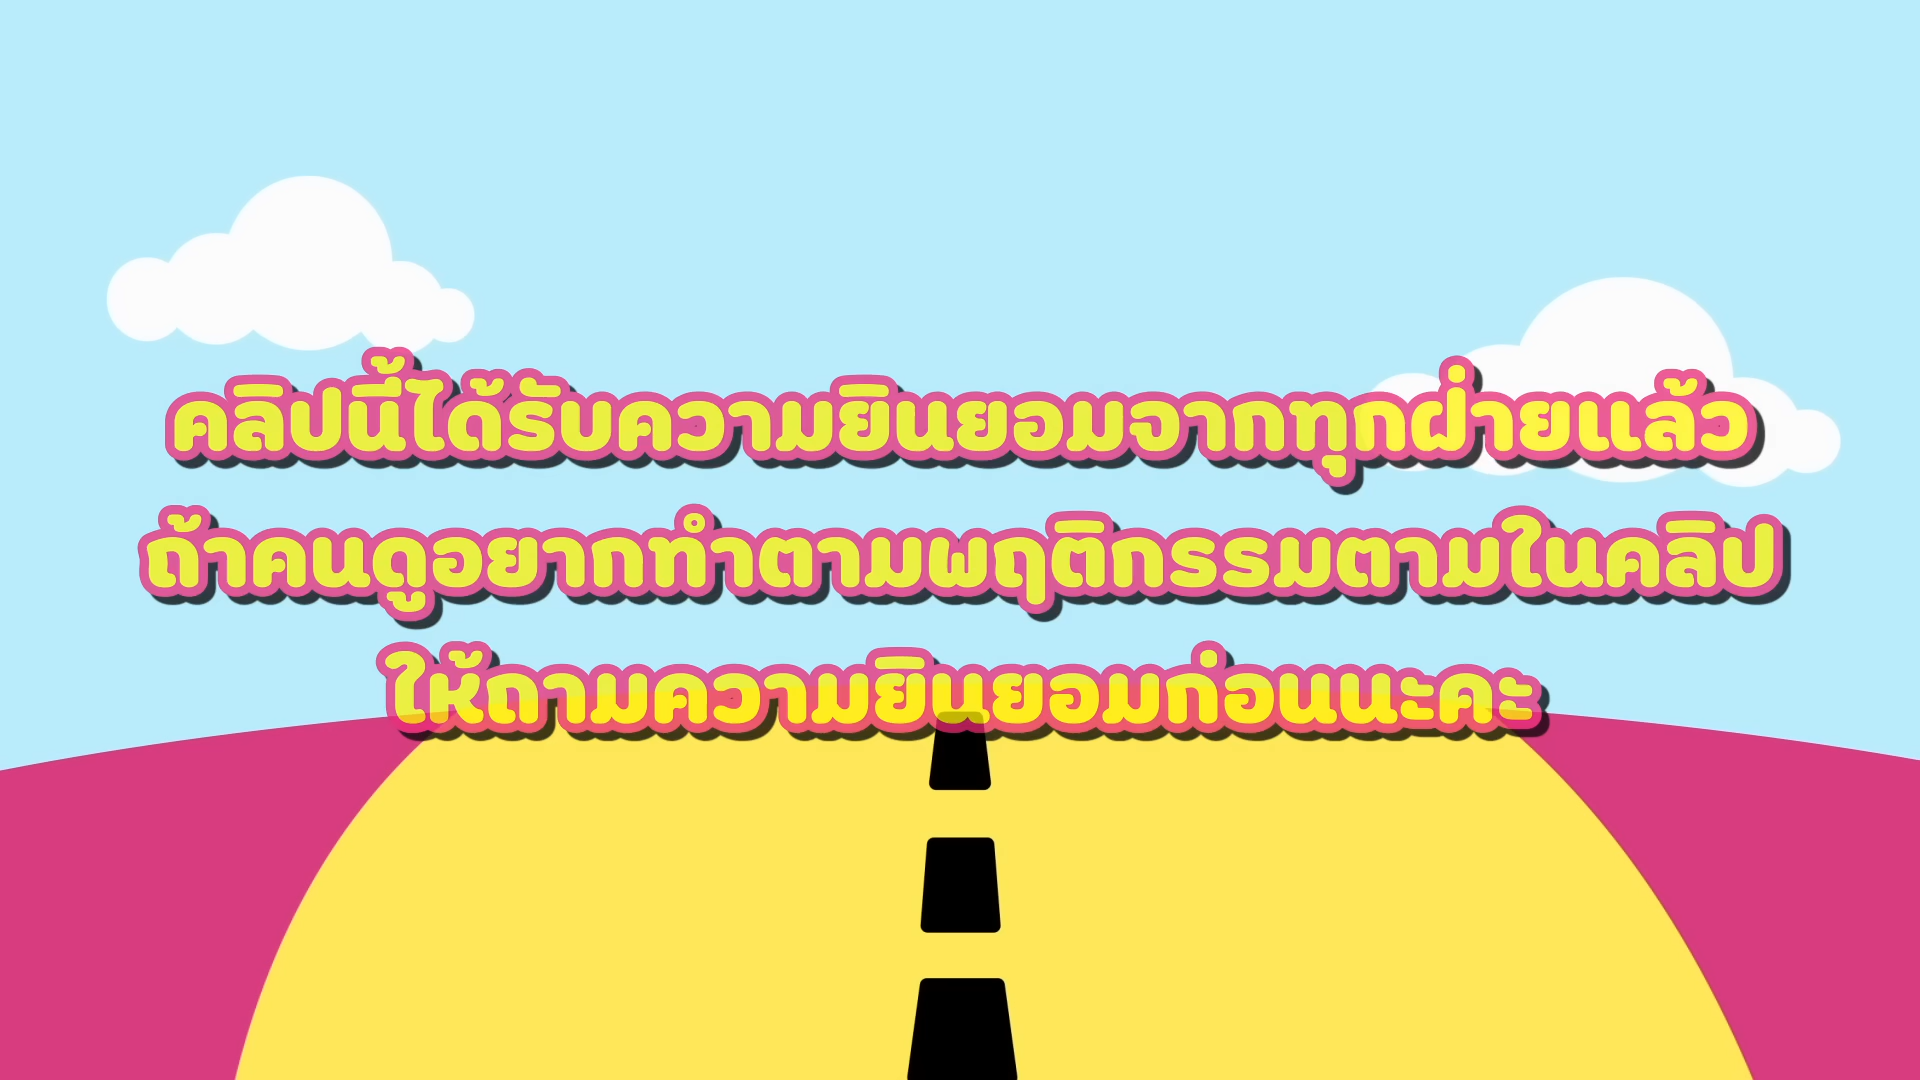 คลิปนี้ได้รับความยินยอมจากทุกฝ่ายแล้ว
ถ้าคนดูอยากทำตามพฤติกรรมตามในคลิป
ให้ถามความยินยอมก่อนนะคะ